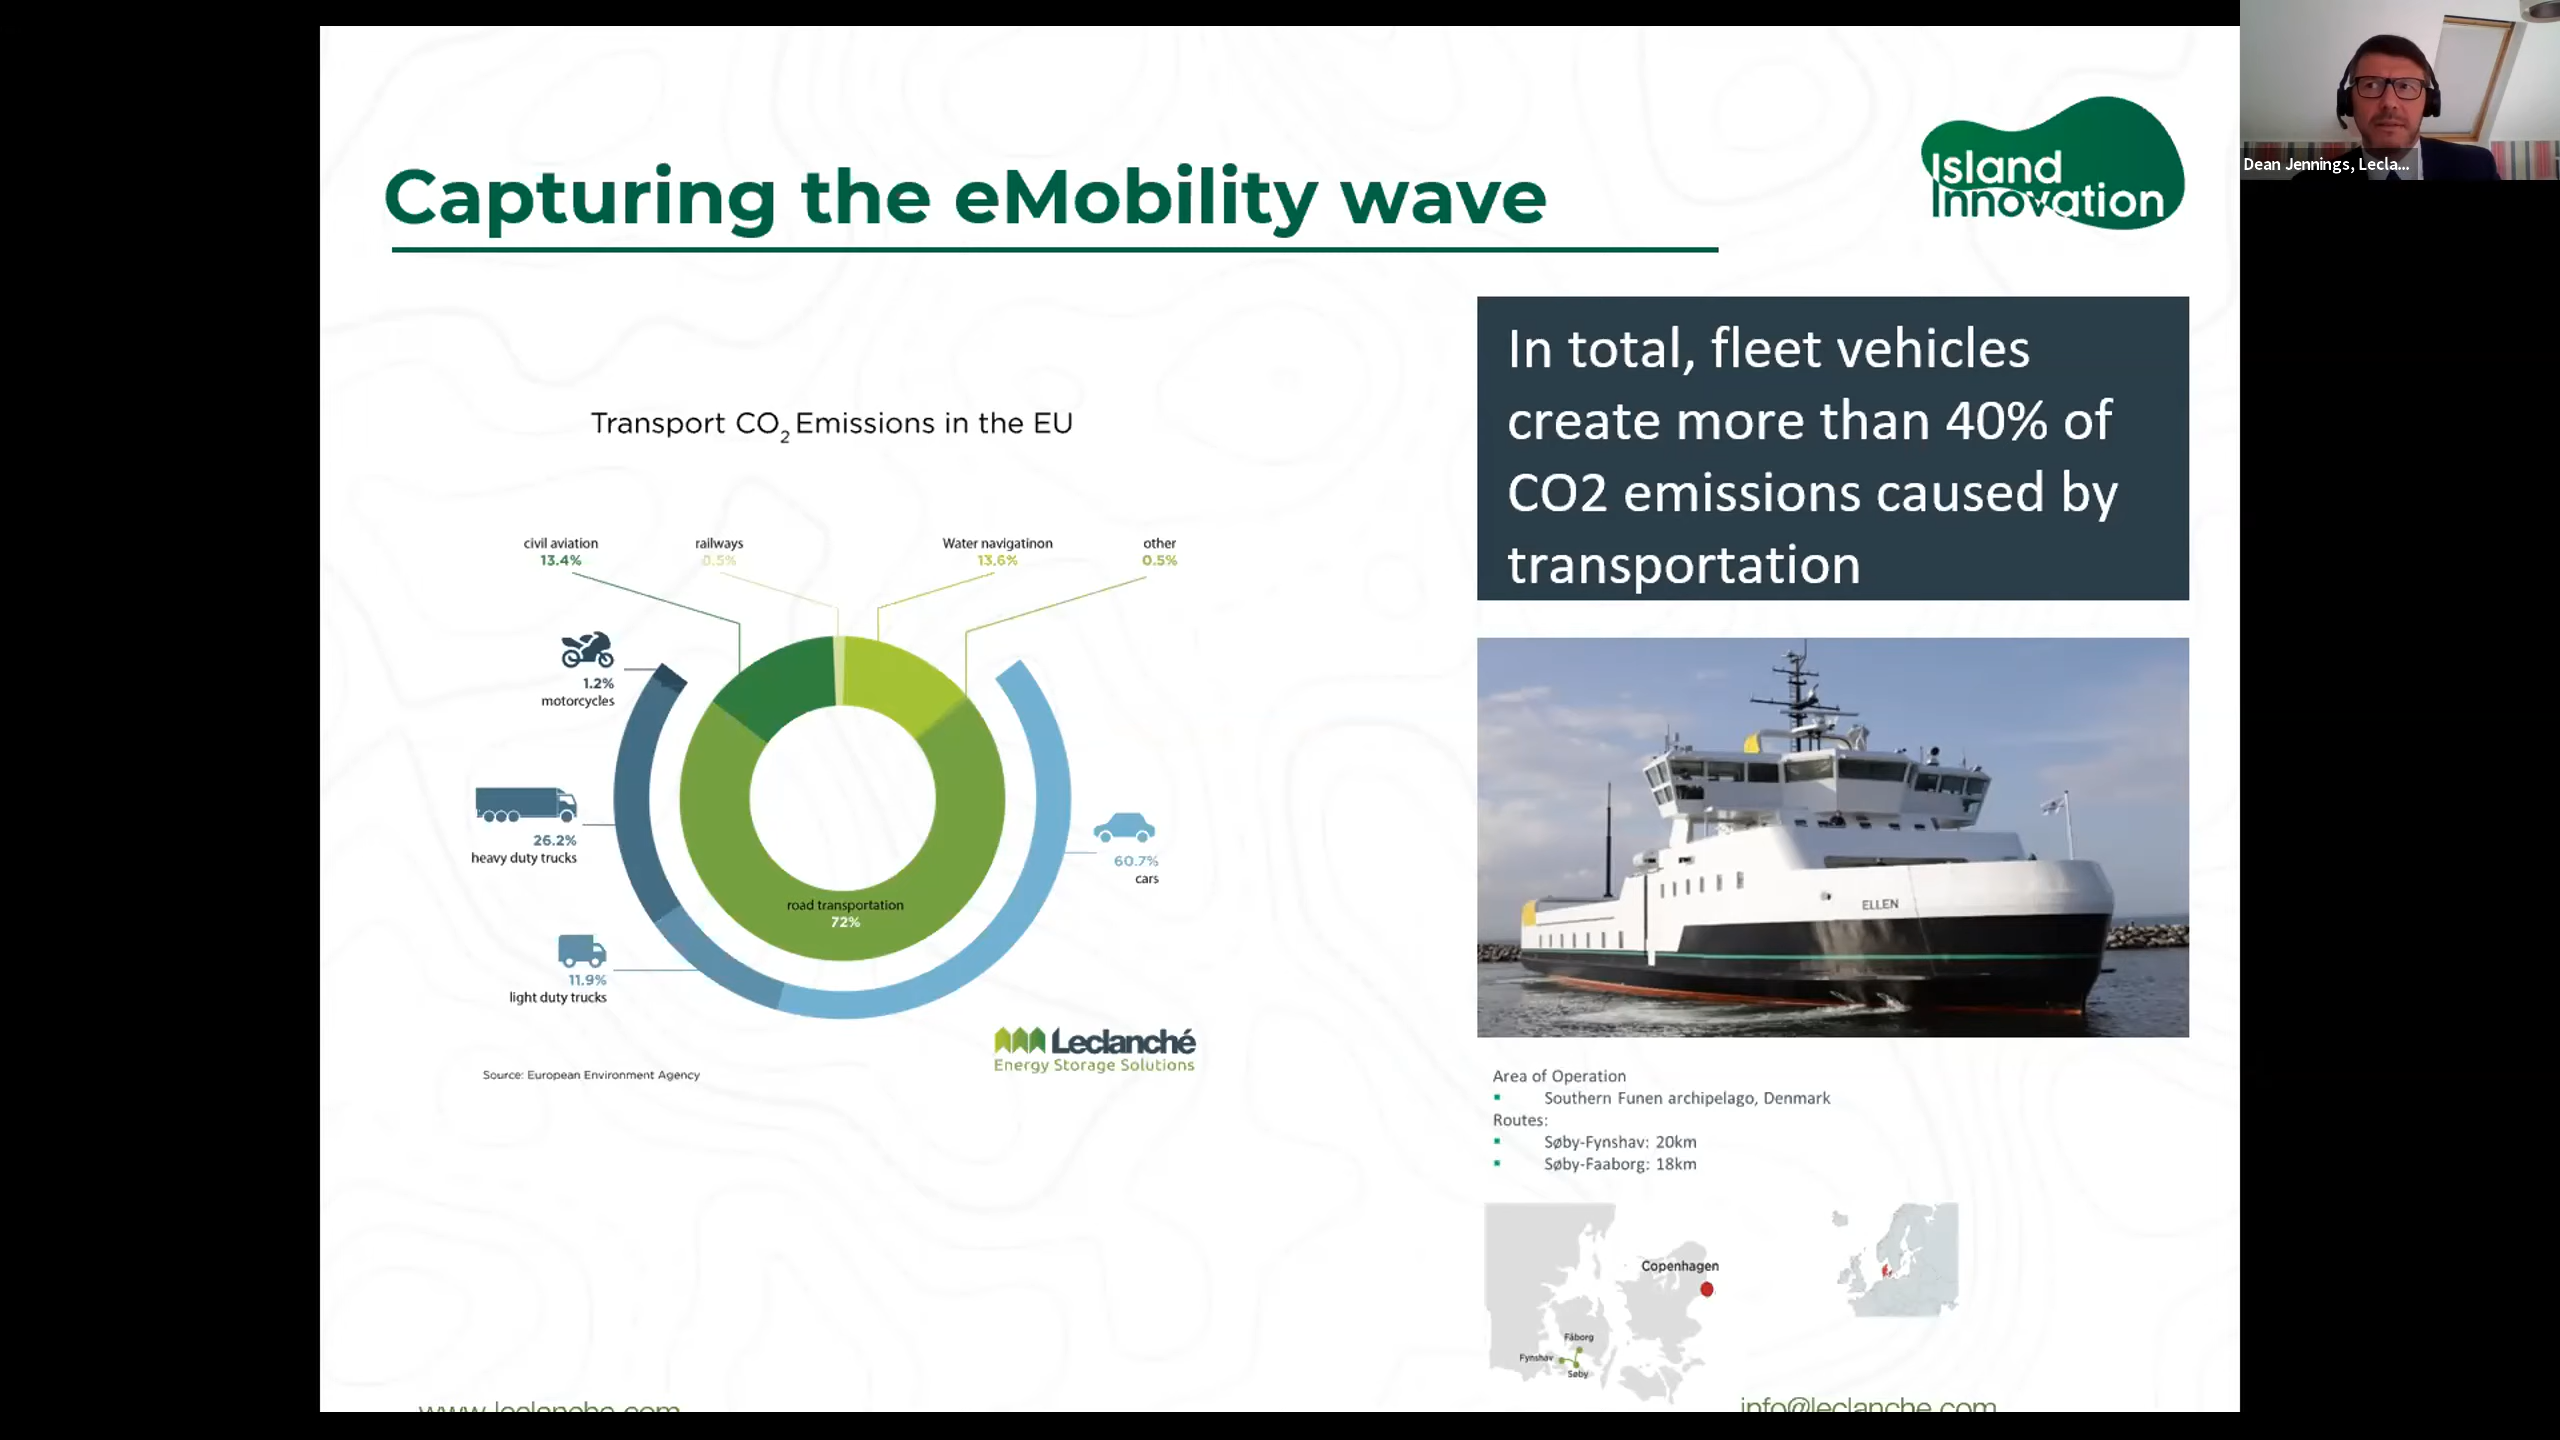 Capturing the eMobility wave
Island
Innovation
Dean Jennings, Lecla...
In total, fleet vehicles
create more than 40% of
CO2 emissions caused by
transportation
Transport CO2 Emissions in the EU
civil aviation
13.4%
railways
0.5%
Water navigatinon
13.6%
other
0.5%
1.2%
motorcycles
26.2%
heavy duty trucks
11.9%
light duty trucks
60.7%
cars
road transportation
72%
Leclanché
Energy Storage Solutions
Source: European Environment Agency
ELLEN
Area of Operation
Southern Funen archipelago, Denmark
Routes:
Søby-Fynshav: 20km
Søby-Faaborg: 18km
Copenhagen
Fåborg
Fynshav
Søby
www.leclanche.com
info@leclanche.com